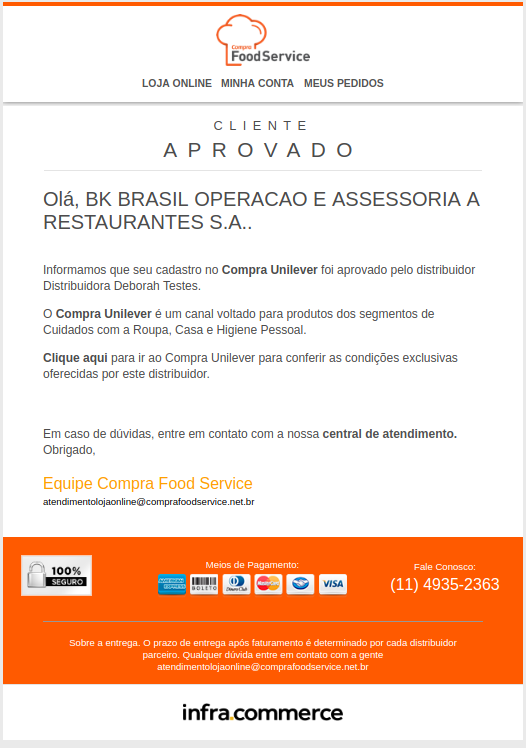 Compra
FoodService
LOJA ONLINE MINHA CONTA MEUS PEDIDOS
CLIENTE
APROVADO
Olá, BK BRASIL OPERACAO E ASSESSORIA A
RESTAURANTES S.A..
Informamos que seu cadastro no Compra Unilever foi aprovado pelo distribuidor
Distribuidora Deborah Testes.
O Compra Unilever é um canal voltado para produtos dos segmentos de
Cuidados com a Roupa, Casa e Higiene Pessoal.
Clique aqui para ir ao Compra Unilever para conferir as condições exclusivas
oferecidas por este distribuidor.
Em caso de dúvidas, entre em contato com a nossa central de atendimento.
Obrigado,
Equipe Compra Food Service
atendimentolojaonline@comprafoodservice.net.br
100%
SEGURO
Meios de Pagamento:
AMERICAN EXPRESS BOLETO Diners Club MasterCard VISA
Fale Conosco:
(11) 4935-2363
Sobre a entrega. O prazo de entrega após faturamento é determinado por cada distribuidor
parceiro. Qualquer dúvida entre em contato com a gente
atendimentolojaonline@comprafoodservice.net.br
infra.commerce